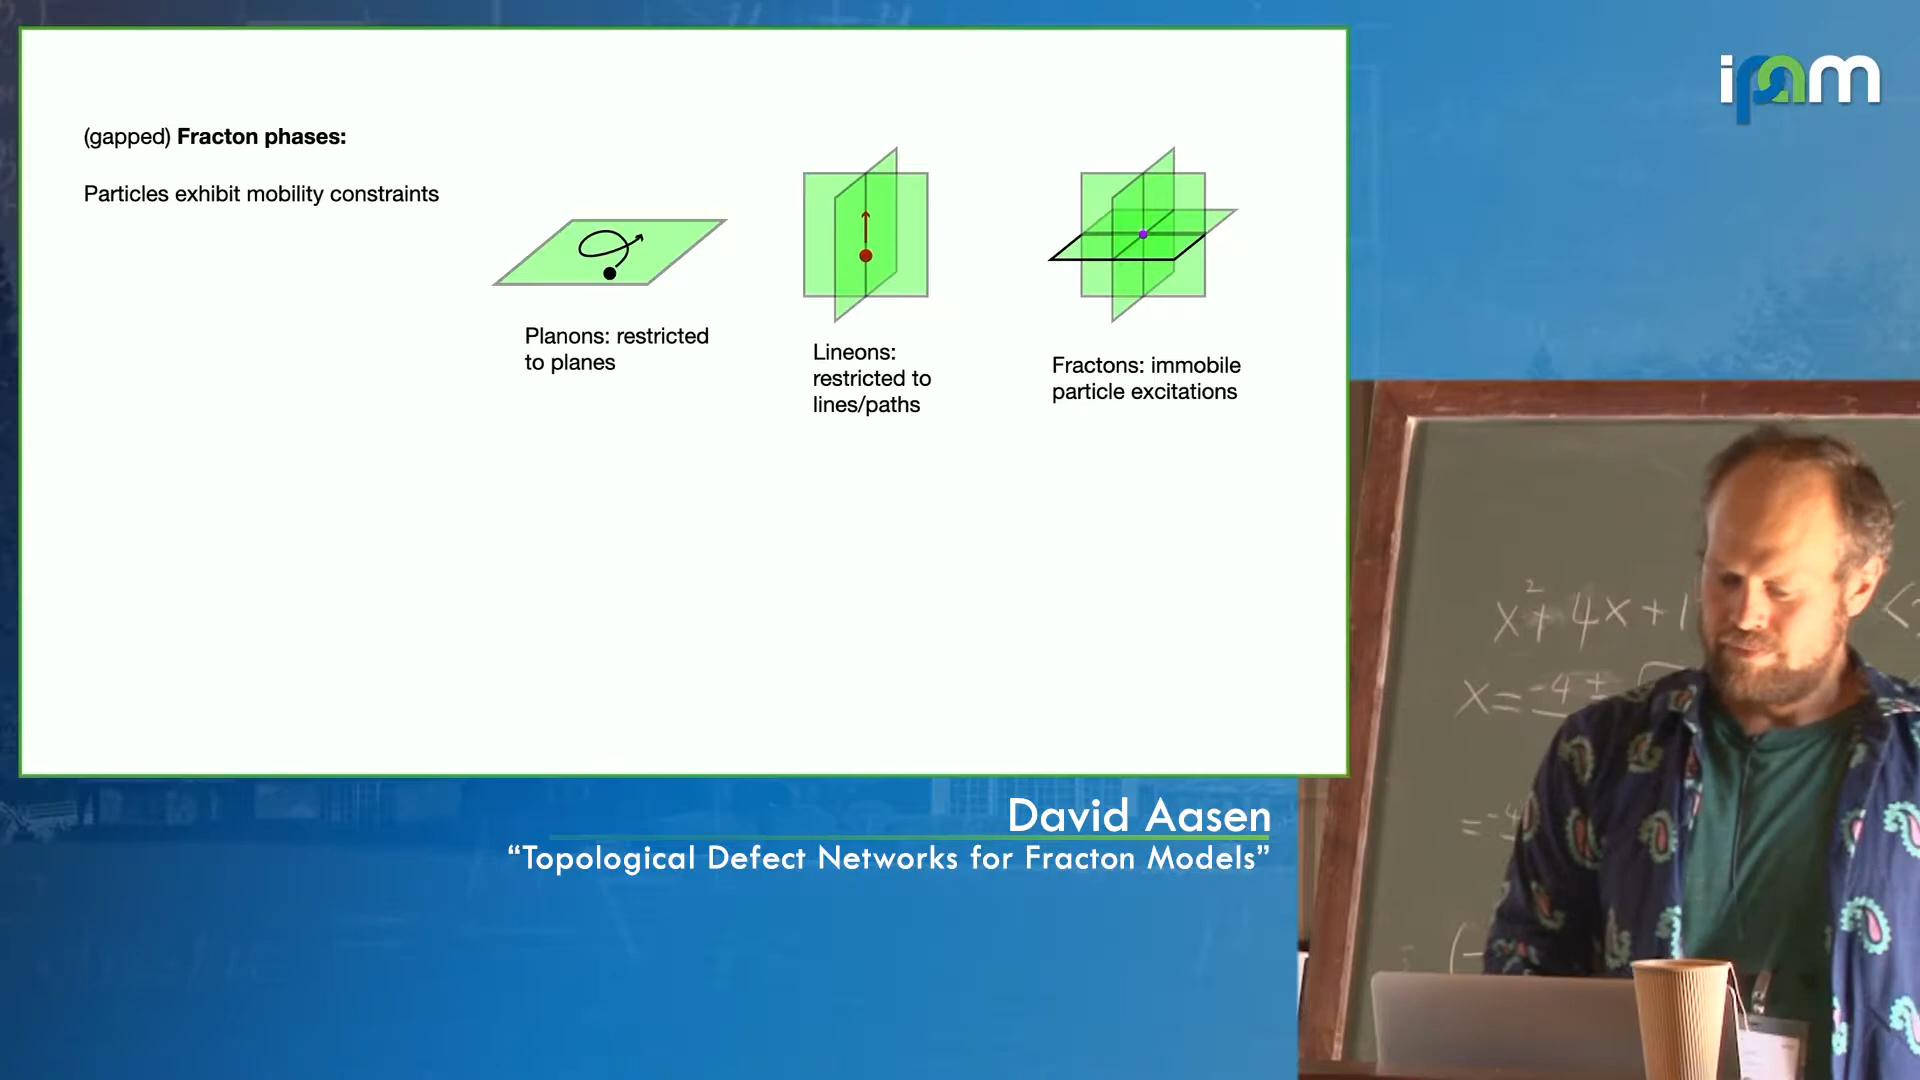 ipam
(gapped) Fracton phases:
Particles exhibit mobility constraints
Planons: restricted
to planes
Lineons:
restricted to
lines/paths
Fractons: immobile
particle excitations
x² + 4x + 1
x = -4 ±
David Aasen
“Topological Defect Networks for Fracton Models”